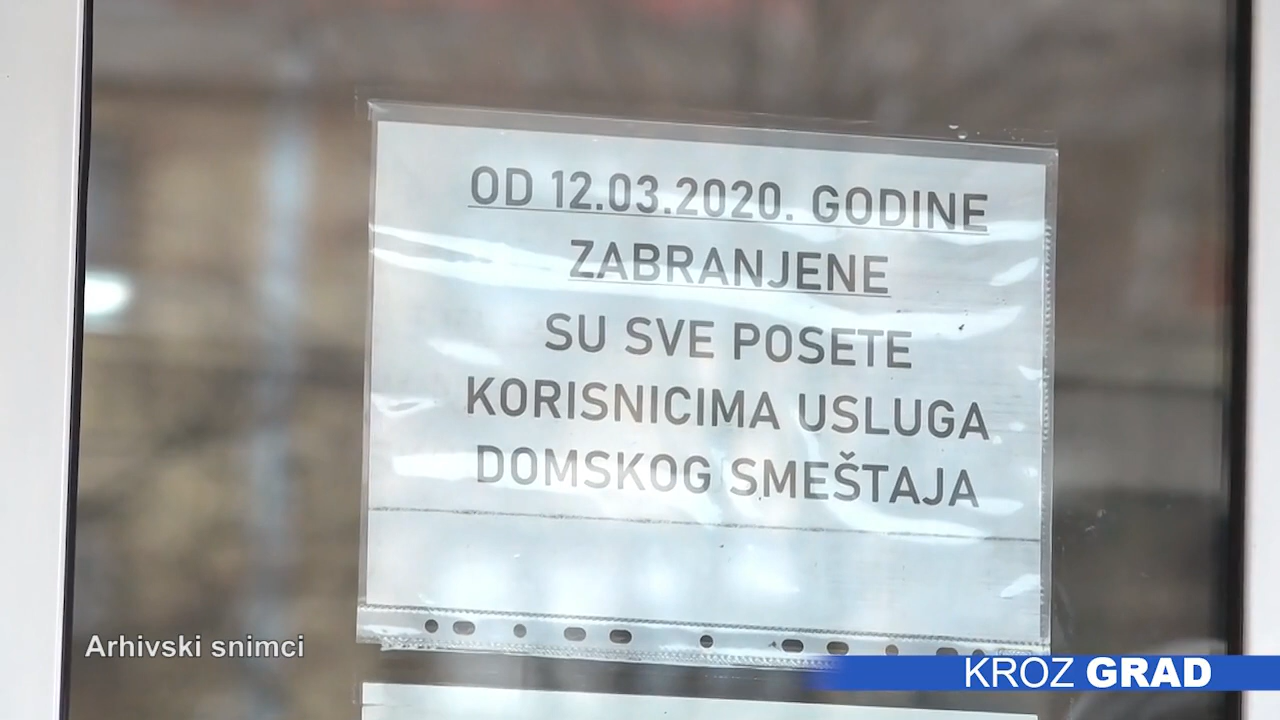 OD 12.03.2020. GODINE
ZABRANJENE
SU SVE POSETE
KORISNICIMA USLUGA
DOMSKOG SMEŠTAJA
Arhivski snimci
KROZ GRAD